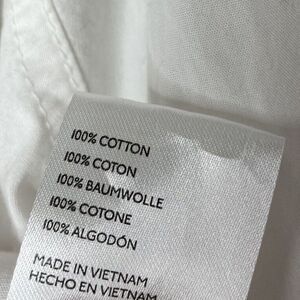 100% COTTON
100% COTON
100% BAUMWOLLE
100% COTONE
100% ALGODÓN
MADE IN VIETNAM
HECHO EN VIETNAM